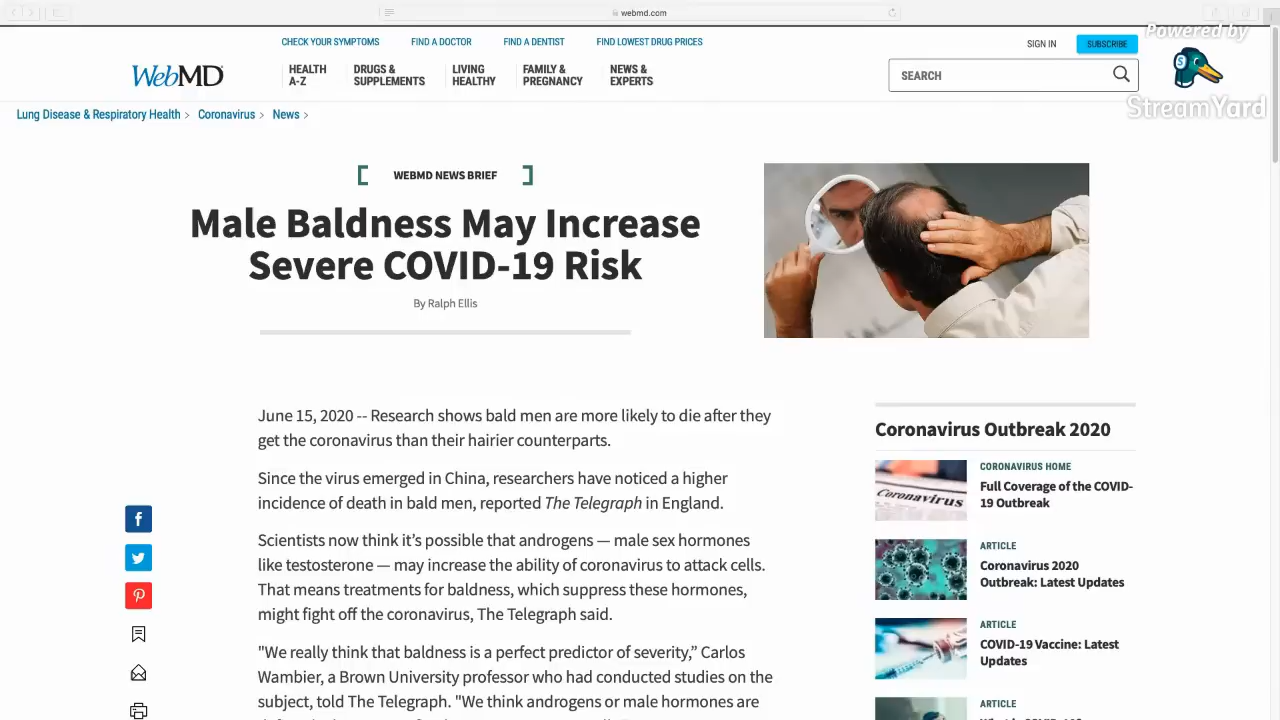 webmd.com
Powered by
StreamYard
CHECK YOUR SYMPTOMS
FIND A DOCTOR
FIND A DENTIST
FIND LOWEST DRUG PRICES
SIGN IN
SUBSCRIBE
WebMD
HEALTH
A-Z
DRUGS &
SUPPLEMENTS
LIVING
HEALTHY
FAMILY &
PREGNANCY
NEWS &
EXPERTS
SEARCH
Lung Disease & Respiratory Health > Coronavirus > News >
WEBMD NEWS BRIEF
Male Baldness May Increase
Severe COVID-19 Risk
By Ralph Ellis
June 15, 2020 -- Research shows bald men are more likely to die after they
get the coronavirus than their hairier counterparts.
Since the virus emerged in China, researchers have noticed a higher
incidence of death in bald men, reported The Telegraph in England.
Scientists now think it's possible that androgens — male sex hormones
like testosterone — may increase the ability of coronavirus to attack cells.
That means treatments for baldness, which suppress these hormones,
might fight off the coronavirus, The Telegraph said.
"We really think that baldness is a perfect predictor of severity,” Carlos
Wambier, a Brown University professor who had conducted studies on the
subject, told The Telegraph. "We think androgens or male hormones are
Coronavirus Outbreak 2020
Coronavirus
CORONAVIRUS HOME
Full Coverage of the COVID-
19 Outbreak
ARTICLE
Coronavirus 2020
Outbreak: Latest Updates
ARTICLE
COVID-19 Vaccine: Latest
Updates
ARTICLE